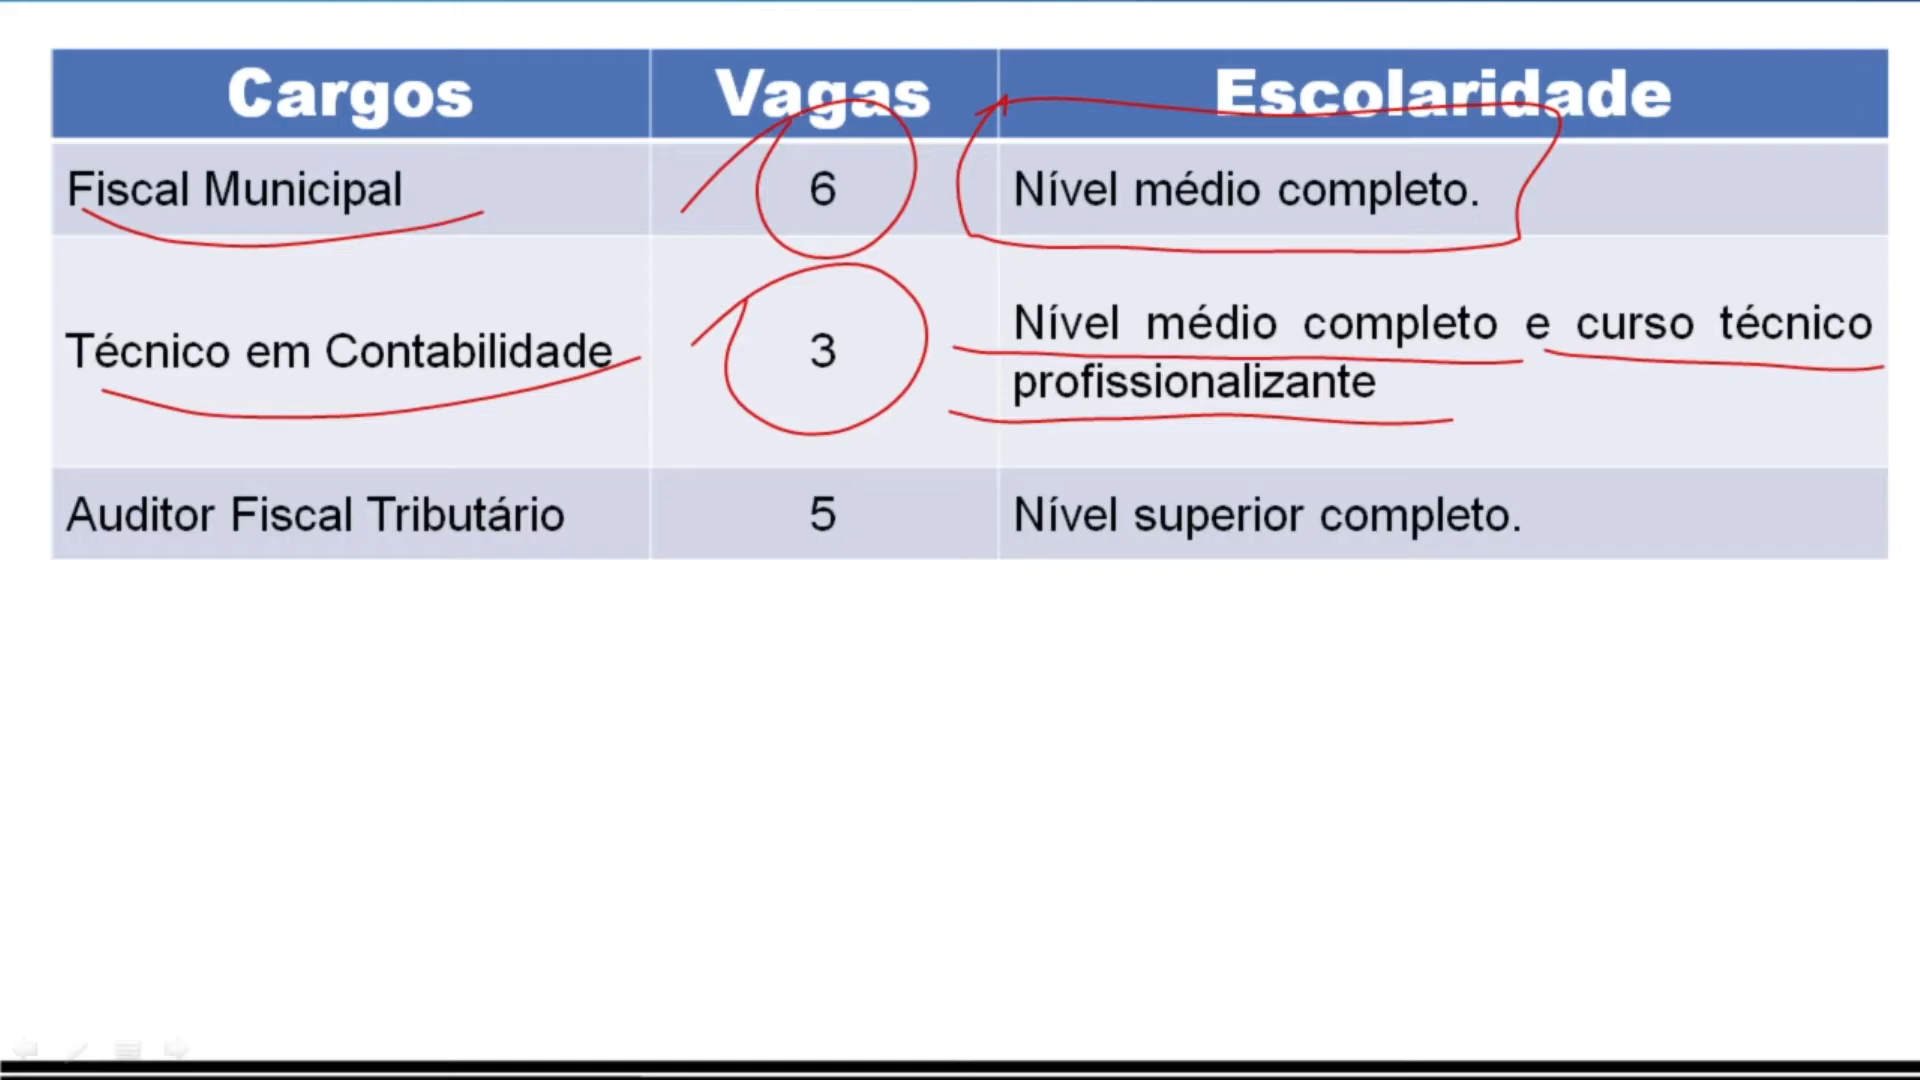 Cargos Vagas Escolaridade
Fiscal Municipal 6 Nível médio completo.
Técnico em Contabilidade 3 Nível médio completo e curso técnico
profissionalizante
Auditor Fiscal Tributário 5 Nível superior completo.